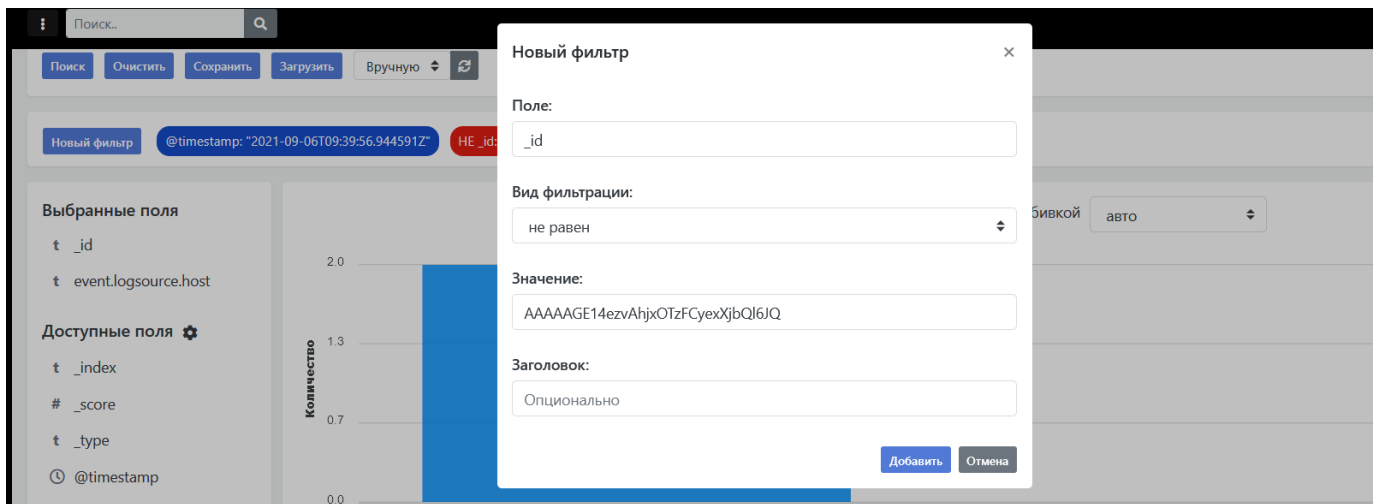 Поиск..
Поиск
Очистить
Сохранить
Загрузить
Вручную
Новый фильтр
@timestamp: "2021-09-06T09:39:56.944591Z"
НЕ _id:
Новый фильтр
×
Поле:
_id
Вид фильтрации:
не равен
Значение:
AAAAAGE14ezvAhjxOTzFCyexXjbQl6JQ
Заголовок:
Опционально
Добавить
Отмена
Выбранные поля
t _id
t event.logsource.host
Доступные поля
t _index
# _score
t _type
@timestamp
бивкой
авто
Количество
2.0
1.3
0.7
0.0